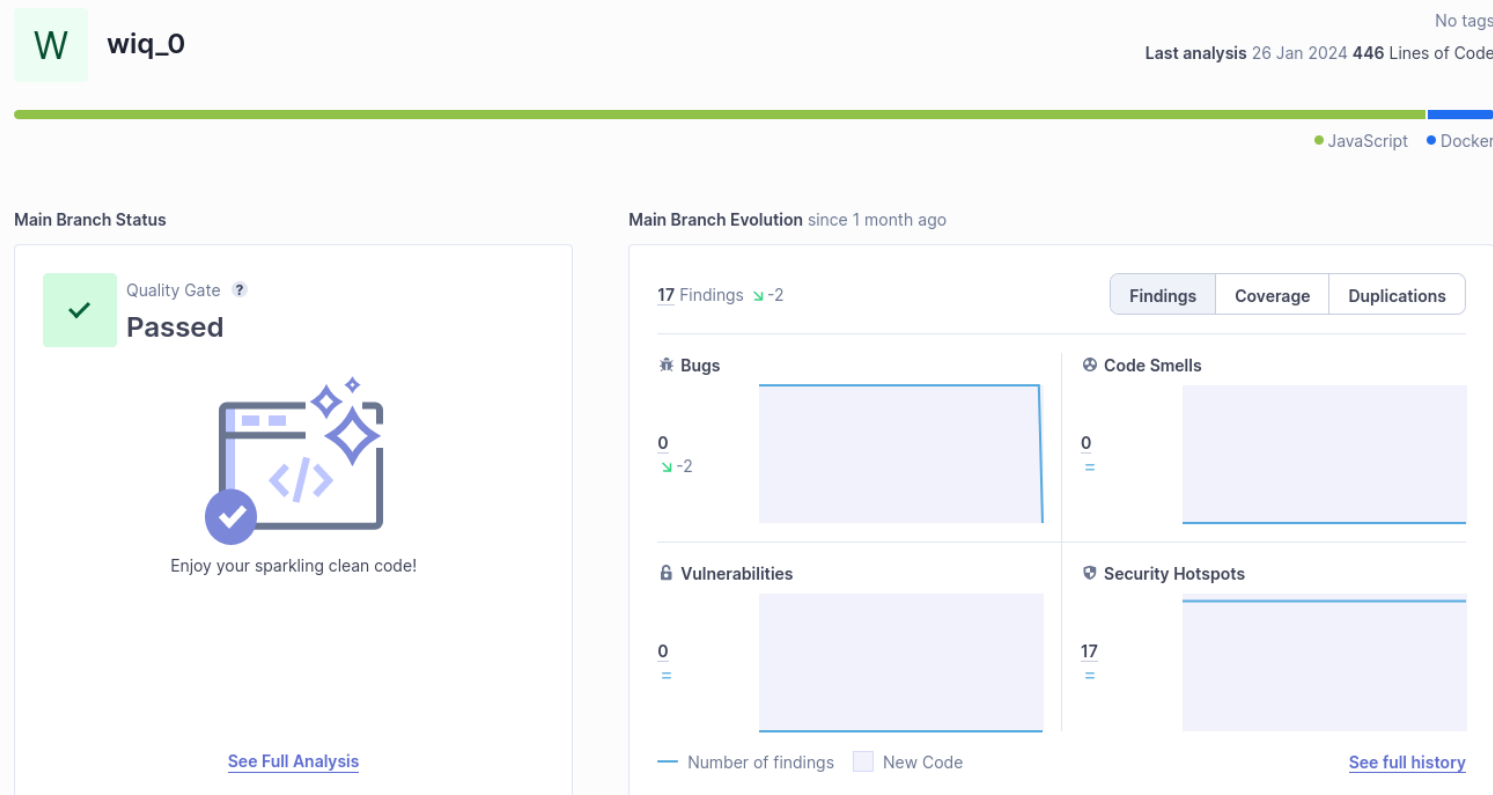 W wiq_0
No tags
Last analysis 26 Jan 2024 446 Lines of Code
JavaScript Docker
Main Branch Status
Quality Gate ?
Passed
</>
Enjoy your sparkling clean code!
See Full Analysis
Main Branch Evolution since 1 month ago
17 Findings -2
Findings Coverage Duplications
Bugs
0
-2
Code Smells
0
=
Vulnerabilities
0
=
Security Hotspots
17
=
Number of findings New Code
See full history